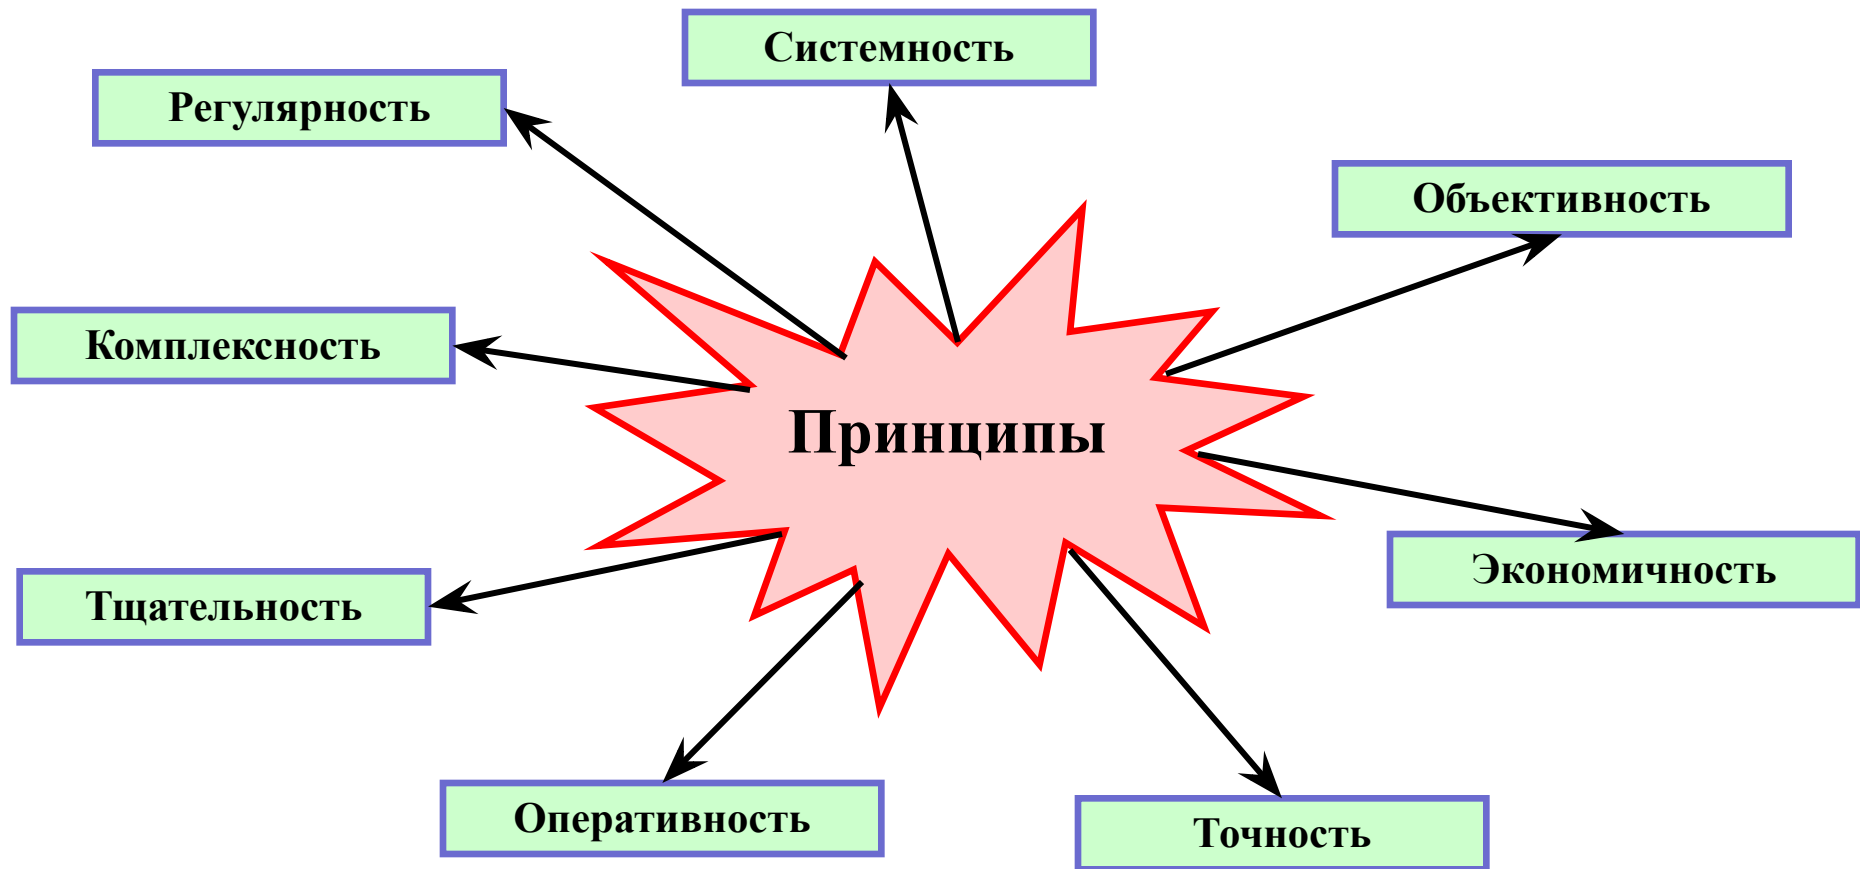 Системность
Регулярность
Объективность
Комплексность
Принципы
Экономичность
Тщательность
Оперативность
Точность